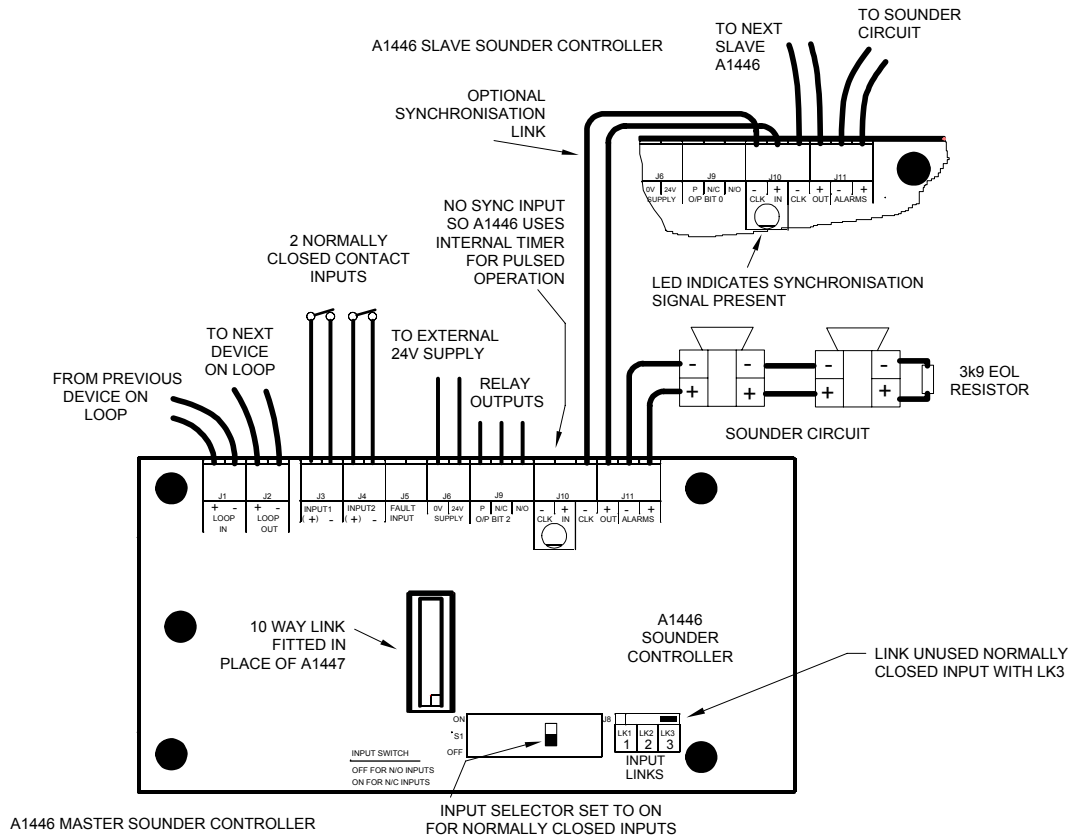 A1446 SLAVE SOUNDER CONTROLLER
TO NEXT
SLAVE
A1446
TO SOUNDER
CIRCUIT
OPTIONAL
SYNCHRONISATION
LINK
J6
J9
J10
J11
0V 24V P N/C N/O - + - + - +
SUPPLY O/P BIT 0 CLK IN CLK OUT ALARMS
NO SYNC INPUT
SO A1446 USES
INTERNAL TIMER
FOR PULSED
OPERATION
LED INDICATES SYNCHRONISATION
SIGNAL PRESENT
2 NORMALLY
CLOSED CONTACT
INPUTS
TO NEXT
DEVICE
ON LOOP
TO EXTERNAL
24V SUPPLY
FROM PREVIOUS
DEVICE ON
LOOP
RELAY
OUTPUTS
- - - -
+ + + +
3k9 EOL
RESISTOR
SOUNDER CIRCUIT
J1 J2 J3 J4 J5 J6 J9 J10 J11
+ - + - INPUT1 INPUT2 FAULT 0V 24V P N/C N/O - + - + - +
LOOP LOOP (+) - (+) - INPUT SUPPLY O/P BIT 2 CLK IN CLK OUT ALARMS
IN OUT
10 WAY LINK
FITTED IN
PLACE OF A1447
A1446
SOUNDER
CONTROLLER
LINK UNUSED NORMALLY
CLOSED INPUT WITH LK3
ON
S1
OFF
J8
LK1 LK2 LK3
1 2 3
INPUT
LINKS
INPUT SWITCH
OFF FOR N/O INPUTS
ON FOR N/C INPUTS
A1446 MASTER SOUNDER CONTROLLER
INPUT SELECTOR SET TO ON
FOR NORMALLY CLOSED INPUTS